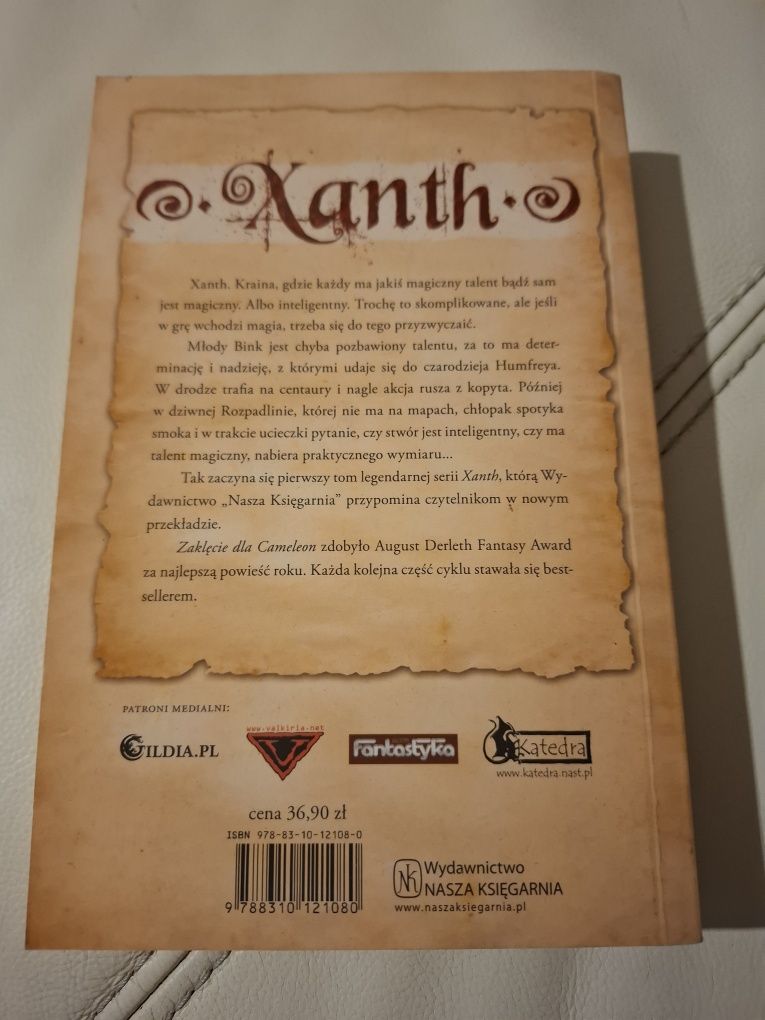 Xanth
Xanth. Kraina, gdzie każdy ma jakiś magiczny talent bądź sam
jest magiczny. Albo inteligentny. Trochę to skomplikowane, ale jeśli
w grę wchodzi magia, trzeba się do tego przyzwyczaić.
Młody Bink jest chyba pozbawiony talentu, za to ma deter-
minację i nadzieję, z którymi udaje się do czarodzieja Humfreya.
W drodze trafia na centaury i nagle akcja rusza z kopyta. Później
w dziwnej Rozpadlinie, której nie ma na mapach, chłopak spotyka
smoka i w trakcie ucieczki pytanie, czy stwór jest inteligentny, czy ma
talent magiczny, nabiera praktycznego wymiaru...
Tak zaczyna się pierwszy tom legendarnej serii Xanth, którą Wy-
dawnictwo „Nasza Księgarnia” przypomina czytelnikom w nowym
przekładzie.
Zaklęcie dla Cameleon zdobyło August Derleth Fantasy Award
za najlepszą powieść roku. Każda kolejna część cyklu stawała się best-
sellerem.
PATRONI MEDIALNI:
GILDIA.PL
www.valkiria.net
Fantastyka
Katedra
www.katedra.nast.pl
cena 36,90 zł
ISBN 978-83-10-12108-0
9 788310 121080
NK
Wydawnictwo
NASZA KSIĘGARNIA
www.naszaksiegarnia.pl